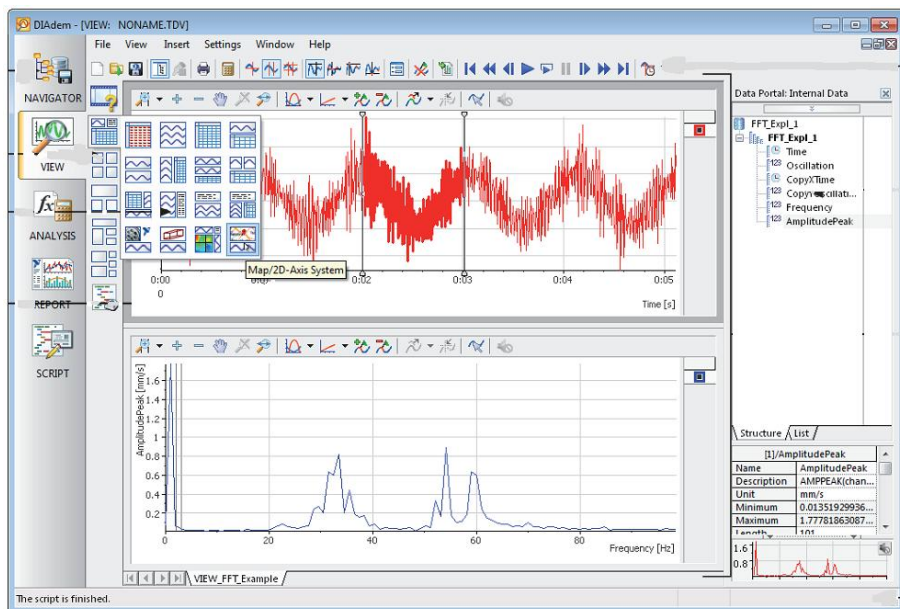 DIAdem - [VIEW: NONAME.TDV]
File View Insert Settings Window Help
NAVIGATOR
VIEW
ANALYSIS
REPORT
SCRIPT
Map/2D-Axis System
0:00
0
0:02
0:03
0:04
0:05
Time [s]
AmplitudePeak [mm/s]
1.6
1.4
1.2
1
0.8
0.6
0.4
0.2
0
20
40
60
80
Frequency [Hz]
VIEW_FFT_Example
Data Portal: Internal Data
FFT_Expl_1
FFT_Expl_1
Time
Oscillation
CopyXTime
Frequency
AmplitudePeak
Structure List
[1]/AmplitudePeak
Name AmplitudePeak
Description AMPPEAK(chan...
Unit mm/s
Minimum 0.01351929936...
Maximum 1.77781863087...
Length 101
1.6
0.8
The script is finished.